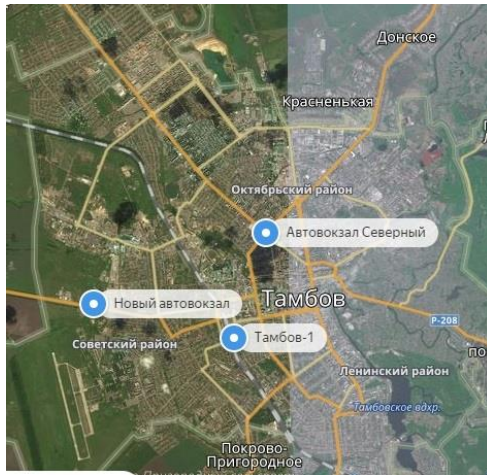 Донское
Красненькая
Октябрьский район
Автовокзал Северный
Новый автовокзал
Тамбов
Р-208
Тамбов-1
Советский район
Ленинский район
Тамбовское вдхр.
Покрово-
Пригородное